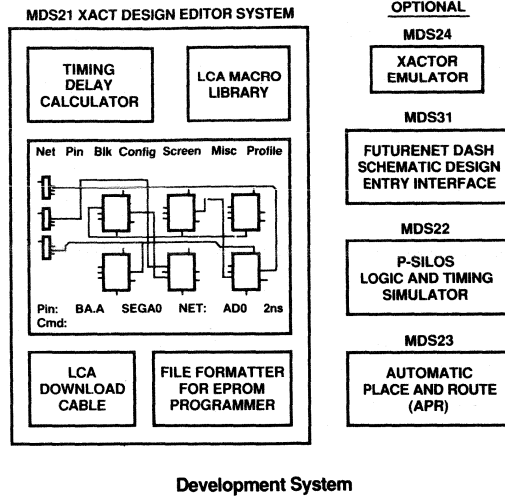 MDS21 XACT DESIGN EDITOR SYSTEM
TIMING
DELAY
CALCULATOR
LCA MACRO
LIBRARY
Net Pin Blk Config Screen Misc Profile
Pin: BA.A SEGA0 NET: AD0 2ns
Cmd:
LCA
DOWNLOAD
CABLE
FILE FORMATTER
FOR EPROM
PROGRAMMER
OPTIONAL
MDS24
XACTOR
EMULATOR
MDS31
FUTURENET DASH
SCHEMATIC DESIGN
ENTRY INTERFACE
MDS22
P-SILOS
LOGIC AND TIMING
SIMULATOR
MDS23
AUTOMATIC
PLACE AND ROUTE
(APR)
Development System